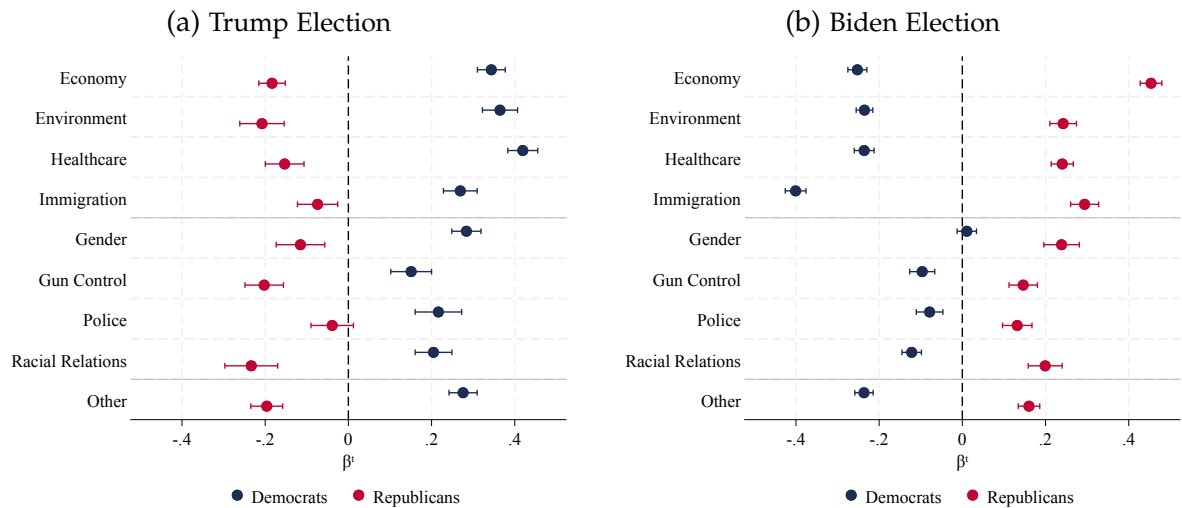 (a) Trump Election
Economy
Environment
Healthcare
Immigration
Gender
Gun Control
Police
Racial Relations
Other
-.4 -.2 0 .2 .4
βᵗ
Democrats Republicans
(b) Biden Election
Economy
Environment
Healthcare
Immigration
Gender
Gun Control
Police
Racial Relations
Other
-.4 -.2 0 .2 .4
βᵗ
Democrats Republicans